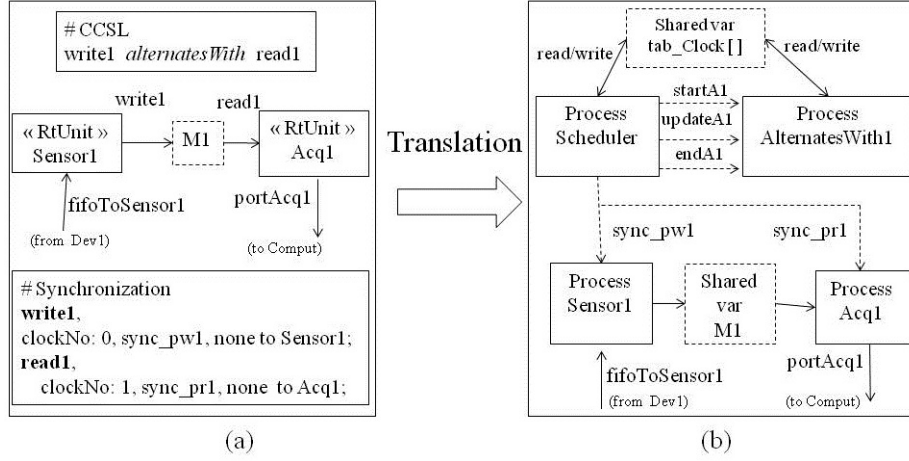 # CCSL
write1 alternatesWith read1
write1
read1
« RtUnit »
Sensor1
M1
« RtUnit »
Acq1
fifoToSensor1
(from Dev1)
portAcq1
(to Comput)
# Synchronization
write1,
clockNo: 0, sync_pw1, none to Sensor1;
read1,
clockNo: 1, sync_pr1, none to Acq1;
(a)
Translation
Shared var
tab_Clock[]
read/write
read/write
Process
Scheduler
startA1
updateA1
endA1
Process
AlternatesWith1
sync_pw1
sync_pr1
Process
Sensor1
Shared
var
M1
Process
Acq1
fifoToSensor1
(from Dev1)
portAcq1
(to Comput)
(b)